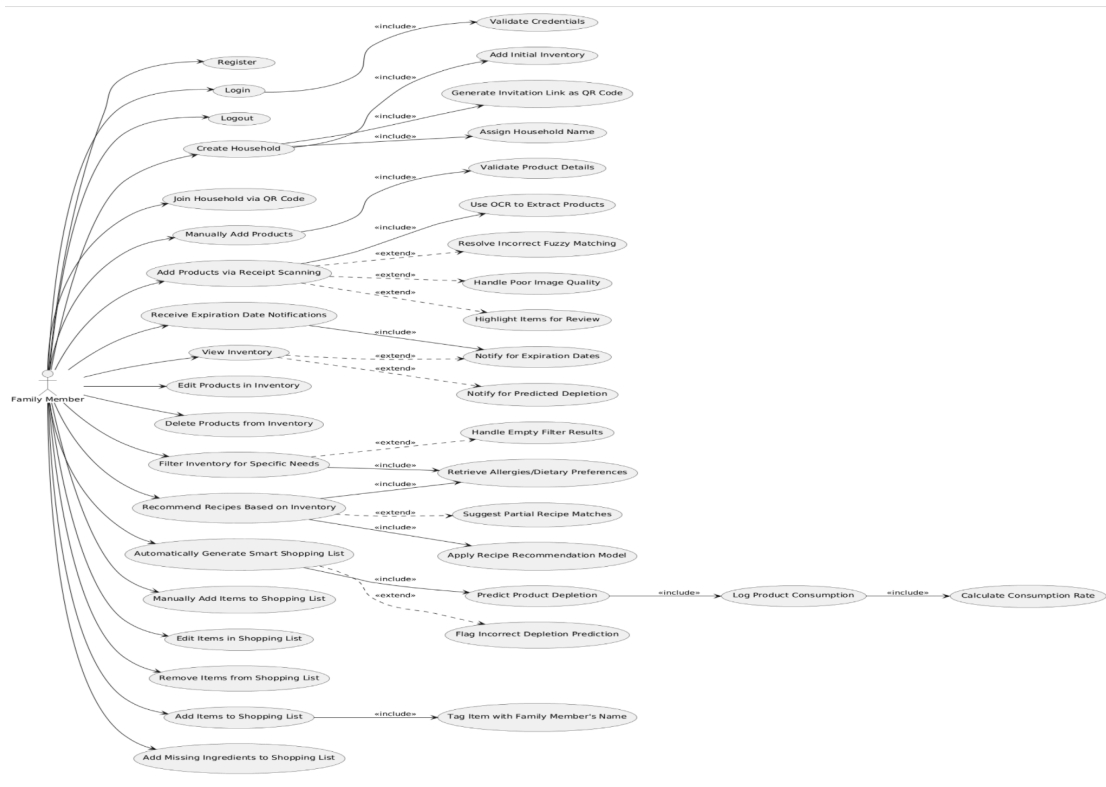 «include»
Validate Credentials
Add Initial Inventory
Register
«include»
Login
Generate Invitation Link as QR Code
«include»
Logout
Assign Household Name
«include»
Create Household
Validate Product Details
«include»
Join Household via QR Code
Use OCR to Extract Products
«include»
Manually Add Products
Resolve Incorrect Fuzzy Matching
«extend»
Add Products via Receipt Scanning
«extend»
Handle Poor Image Quality
«extend»
Receive Expiration Date Notifications
Highlight Items for Review
«include»
View Inventory
«extend»
Notify for Expiration Dates
«extend»
Edit Products in Inventory
Notify for Predicted Depletion
Family Member
Delete Products from Inventory
Handle Empty Filter Results
«extend»
Filter Inventory for Specific Needs
«include»
Retrieve Allergies/Dietary Preferences
«include»
Recommend Recipes Based on Inventory
«extend»
Suggest Partial Recipe Matches
«include»
Automatically Generate Smart Shopping List
Apply Recipe Recommendation Model
«include»
«extend»
Predict Product Depletion
«include»
Log Product Consumption
«include»
Calculate Consumption Rate
Manually Add Items to Shopping List
Flag Incorrect Depletion Prediction
Edit Items in Shopping List
Remove Items from Shopping List
Add Items to Shopping List
«include»
Tag Item with Family Member's Name
Add Missing Ingredients to Shopping List